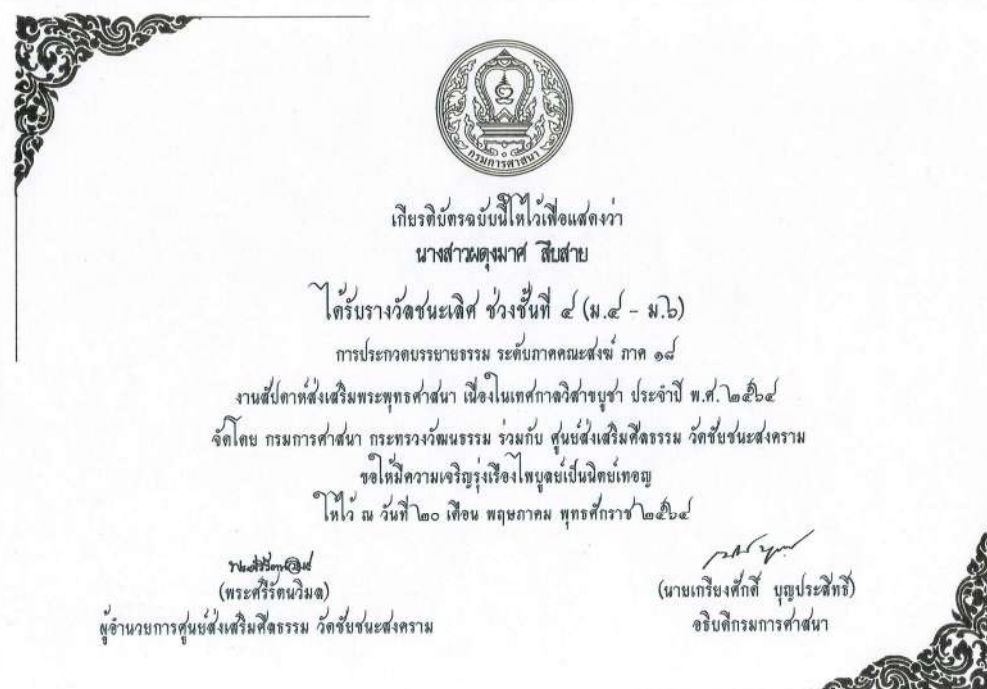 กรมการศาสนา
เกียรติบัตรฉบับนี้ให้ไว้เพื่อแสดงว่า
นางสาวผดุงมาศ สืบสาย
ได้รับรางวัลชนะเลิศ ช่วงชั้นที่ ๔ (ม.๔ - ม.๖)
การประกวดบรรยายธรรม ระดับภาคคณะสงฆ์ ภาค ๑๘
งานสัปดาห์ส่งเสริมพระพุทธศาสนา เนื่องในเทศกาลวิสาขบูชา ประจำปี พ.ศ. ๒๕๖๔
จัดโดย กรมการศาสนา กระทรวงวัฒนธรรม ร่วมกับ ศูนย์ส่งเสริมศีลธรรม วัดชัยชนะสงคราม
ขอให้มีความเจริญรุ่งเรืองไพบูลย์เป็นนิตย์เทอญ
ให้ไว้ ณ วันที่ ๒๐ เดือน พฤษภาคม พุทธศักราช ๒๕๖๔
(พระศรีรัตนวิมล)
ผู้อำนวยการศูนย์ส่งเสริมศีลธรรม วัดชัยชนะสงคราม
(นายเกรียงศักดิ์ บุญประสิทธิ์)
อธิบดีกรมการศาสนา